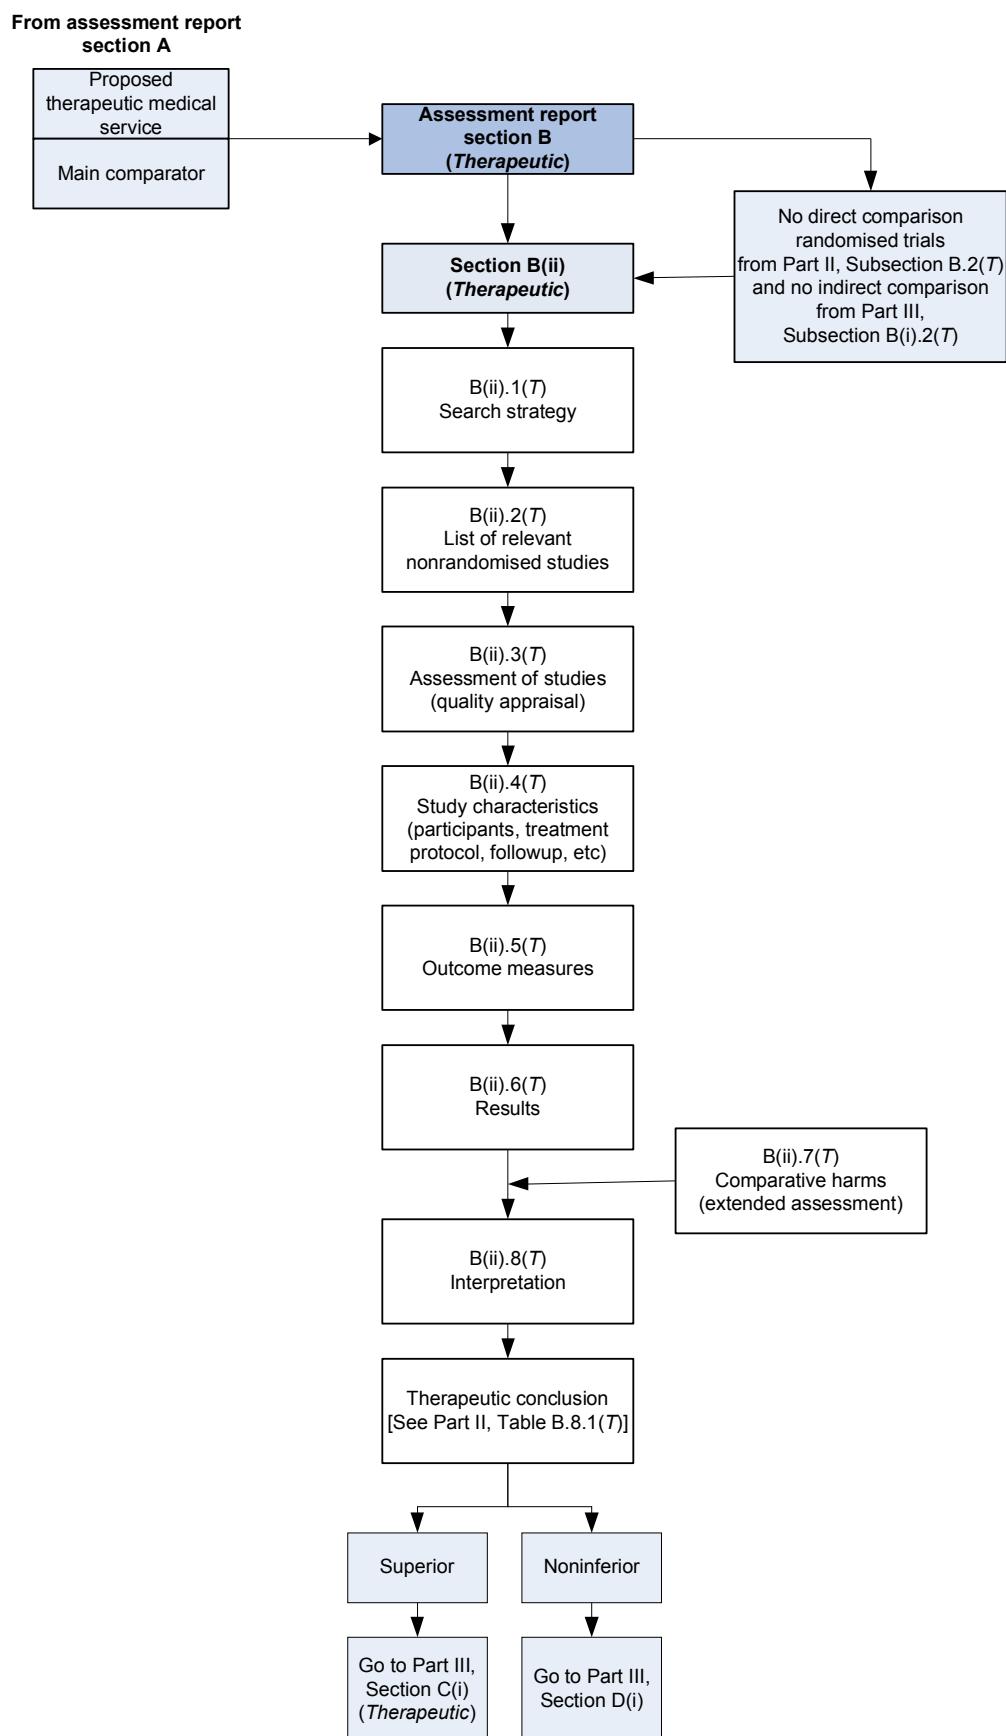 From assessment report
section A
Proposed
therapeutic medical
service
Main comparator
Assessment report
section B
(Therapeutic)
No direct comparison
randomised trials
from Part II, Subsection B.2(T)
and no indirect comparison
from Part III,
Subsection B(i).2(T)
Section B(ii)
(Therapeutic)
B(ii).1(T)
Search strategy
B(ii).2(T)
List of relevant
nonrandomised studies
B(ii).3(T)
Assessment of studies
(quality appraisal)
B(ii).4(T)
Study characteristics
(participants, treatment
protocol, followup, etc)
B(ii).5(T)
Outcome measures
B(ii).6(T)
Results
B(ii).7(T)
Comparative harms
(extended assessment)
B(ii).8(T)
Interpretation
Therapeutic conclusion
[See Part II, Table B.8.1(T)]
Superior
Noninferior
Go to Part III,
Section C(i)
(Therapeutic)
Go to Part III,
Section D(i)